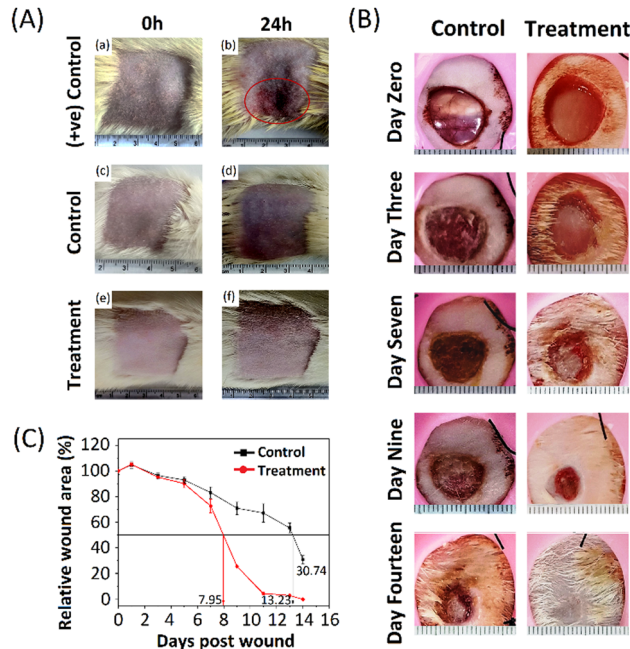 (A)
0h
24h
(+ve) Control
(a)
(b)
Control
(c)
(d)
Treatment
(e)
(f)
(B)
Control
Treatment
Day Zero
Day Three
Day Seven
Day Nine
Day Fourteen
(C)
Relative wound area (%)
120
100
80
60
40
20
0
Control
Treatment
30.74
7.95
13.23
0 2 4 6 8 10 12 14 16
Days post wound